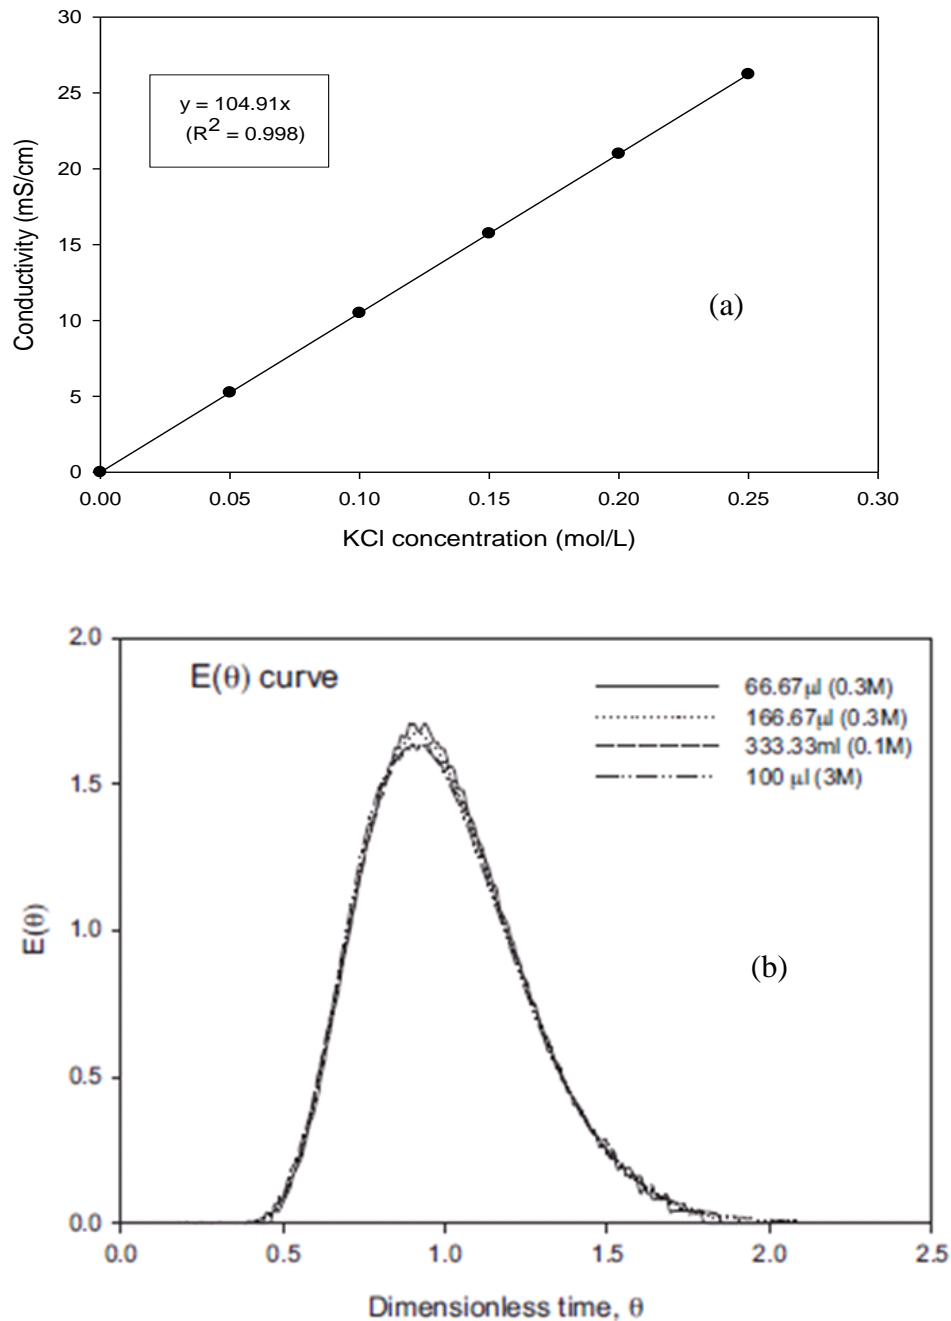 30
25
20
15
10
5
0
Conductivity (mS/cm)
y = 104.91x
(R² = 0.998)
(a)
0.00 0.05 0.10 0.15 0.20 0.25 0.30
KCl concentration (mol/L)
2.0
1.5
1.0
0.5
0.0
E(θ)
E(θ) curve
66.67μl (0.3M)
166.67μl (0.3M)
333.33ml (0.1M)
100 μl (3M)
(b)
0.0 0.5 1.0 1.5 2.0 2.5
Dimensionless time, θ